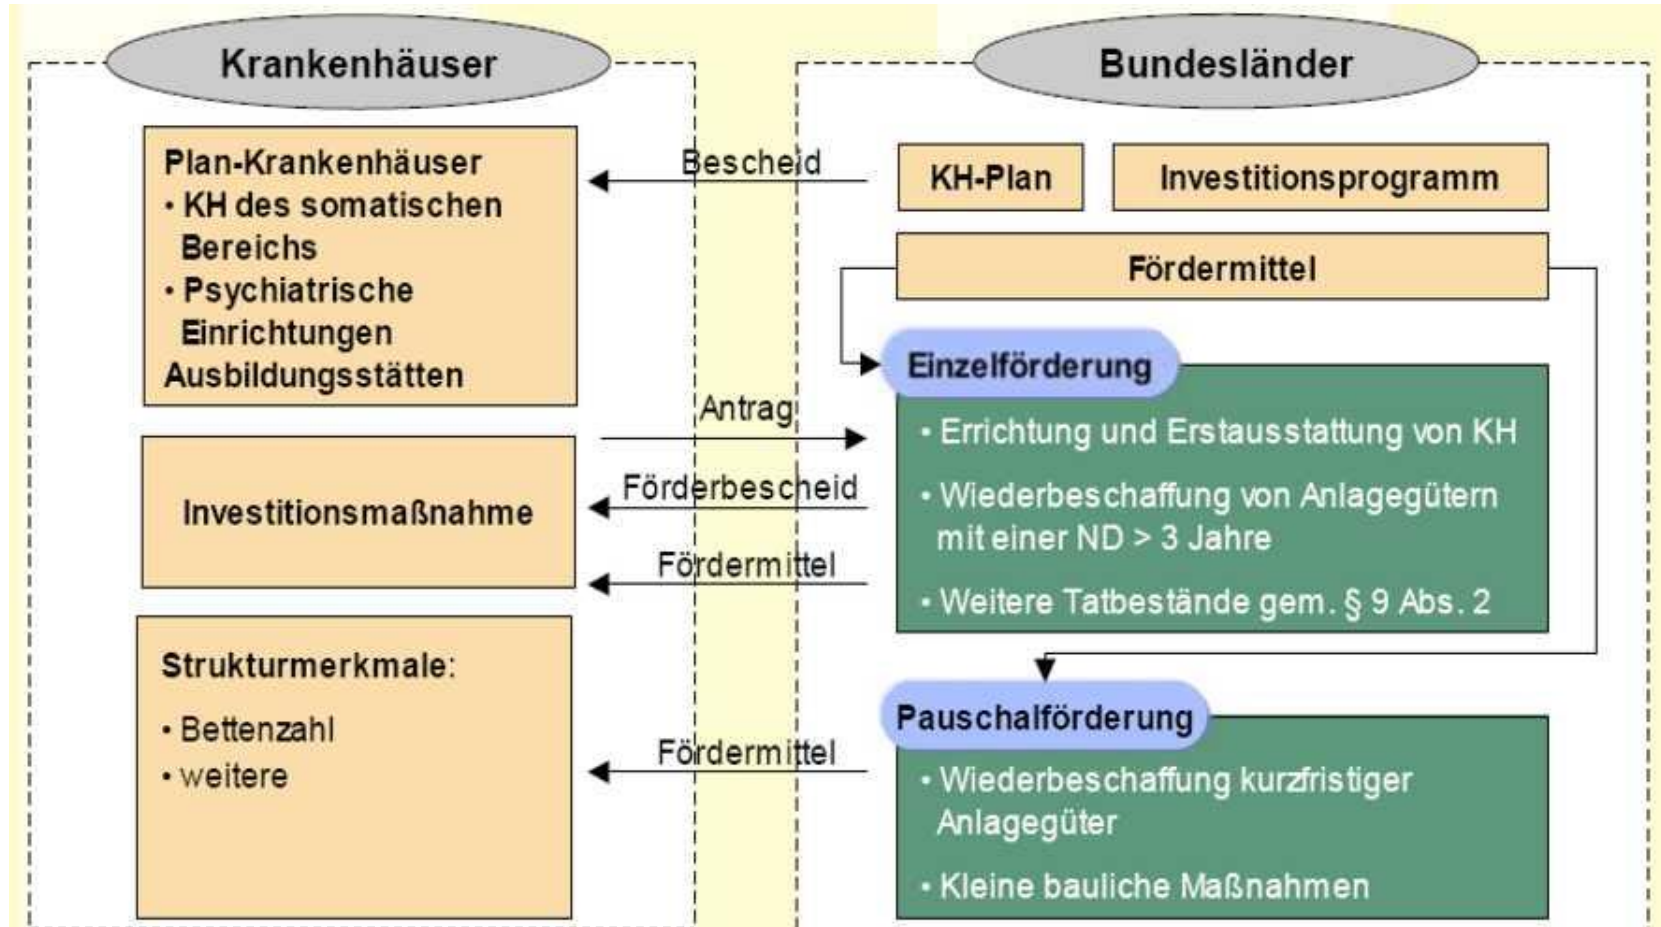 Krankenhäuser
Plan-Krankenhäuser
• KH des somatischen
Bereichs
• Psychiatrische
Einrichtungen
Ausbildungsstätten
Investitionsmaßnahme
Strukturmerkmale:
• Bettenzahl
• weitere
Bescheid
Antrag
Förderbescheid
Fördermittel
Fördermittel
Bundesländer
KH-Plan
Investitionsprogramm
Fördermittel
Einzelförderung
• Errichtung und Erstausstattung von KH
• Wiederbeschaffung von Anlagegütern
mit einer ND > 3 Jahre
• Weitere Tatbestände gem. § 9 Abs. 2
Pauschalförderung
• Wiederbeschaffung kurzfristiger
Anlagegüter
• Kleine bauliche Maßnahmen